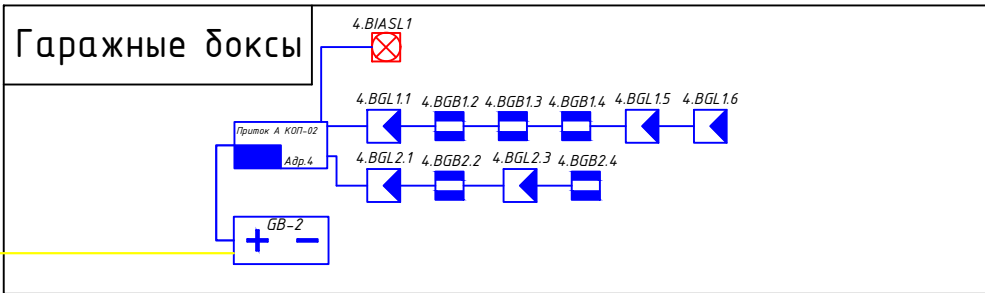 Гаражные боксы
4.BIASL1
4.BGL1.1 4.BGB1.2 4.BGB1.3 4.BGB1.4 4.BGL1.5 4.BGL1.6
Приток А КОП-02
Адр.4
4.BGL2.1 4.BGB2.2 4.BGL2.3 4.BGB2.4
GB-2
+ -